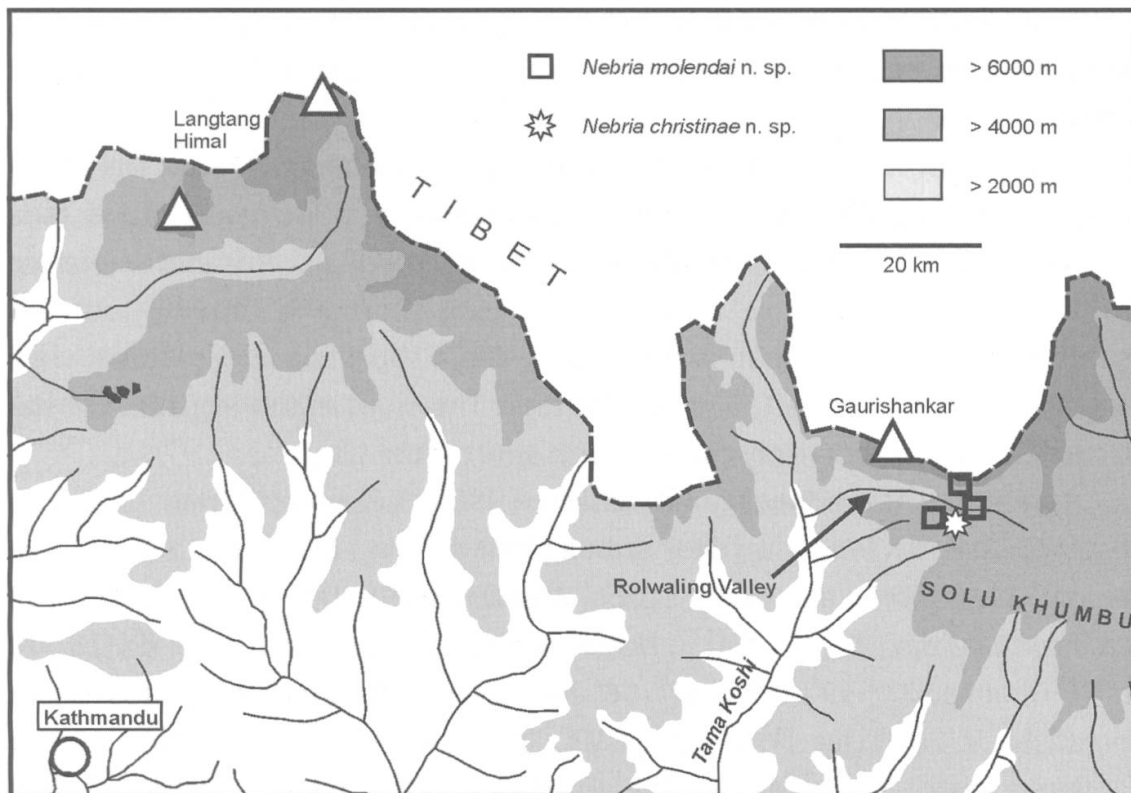 Langtang
Himal
Nebria molendai n. sp.
Nebria christinae n. sp.
> 6000 m
> 4000 m
> 2000 m
20 km
TIBET
Gaurishankar
Rolwaling Valley
SOLU KHUMBU
Tama Koshi
Kathmandu